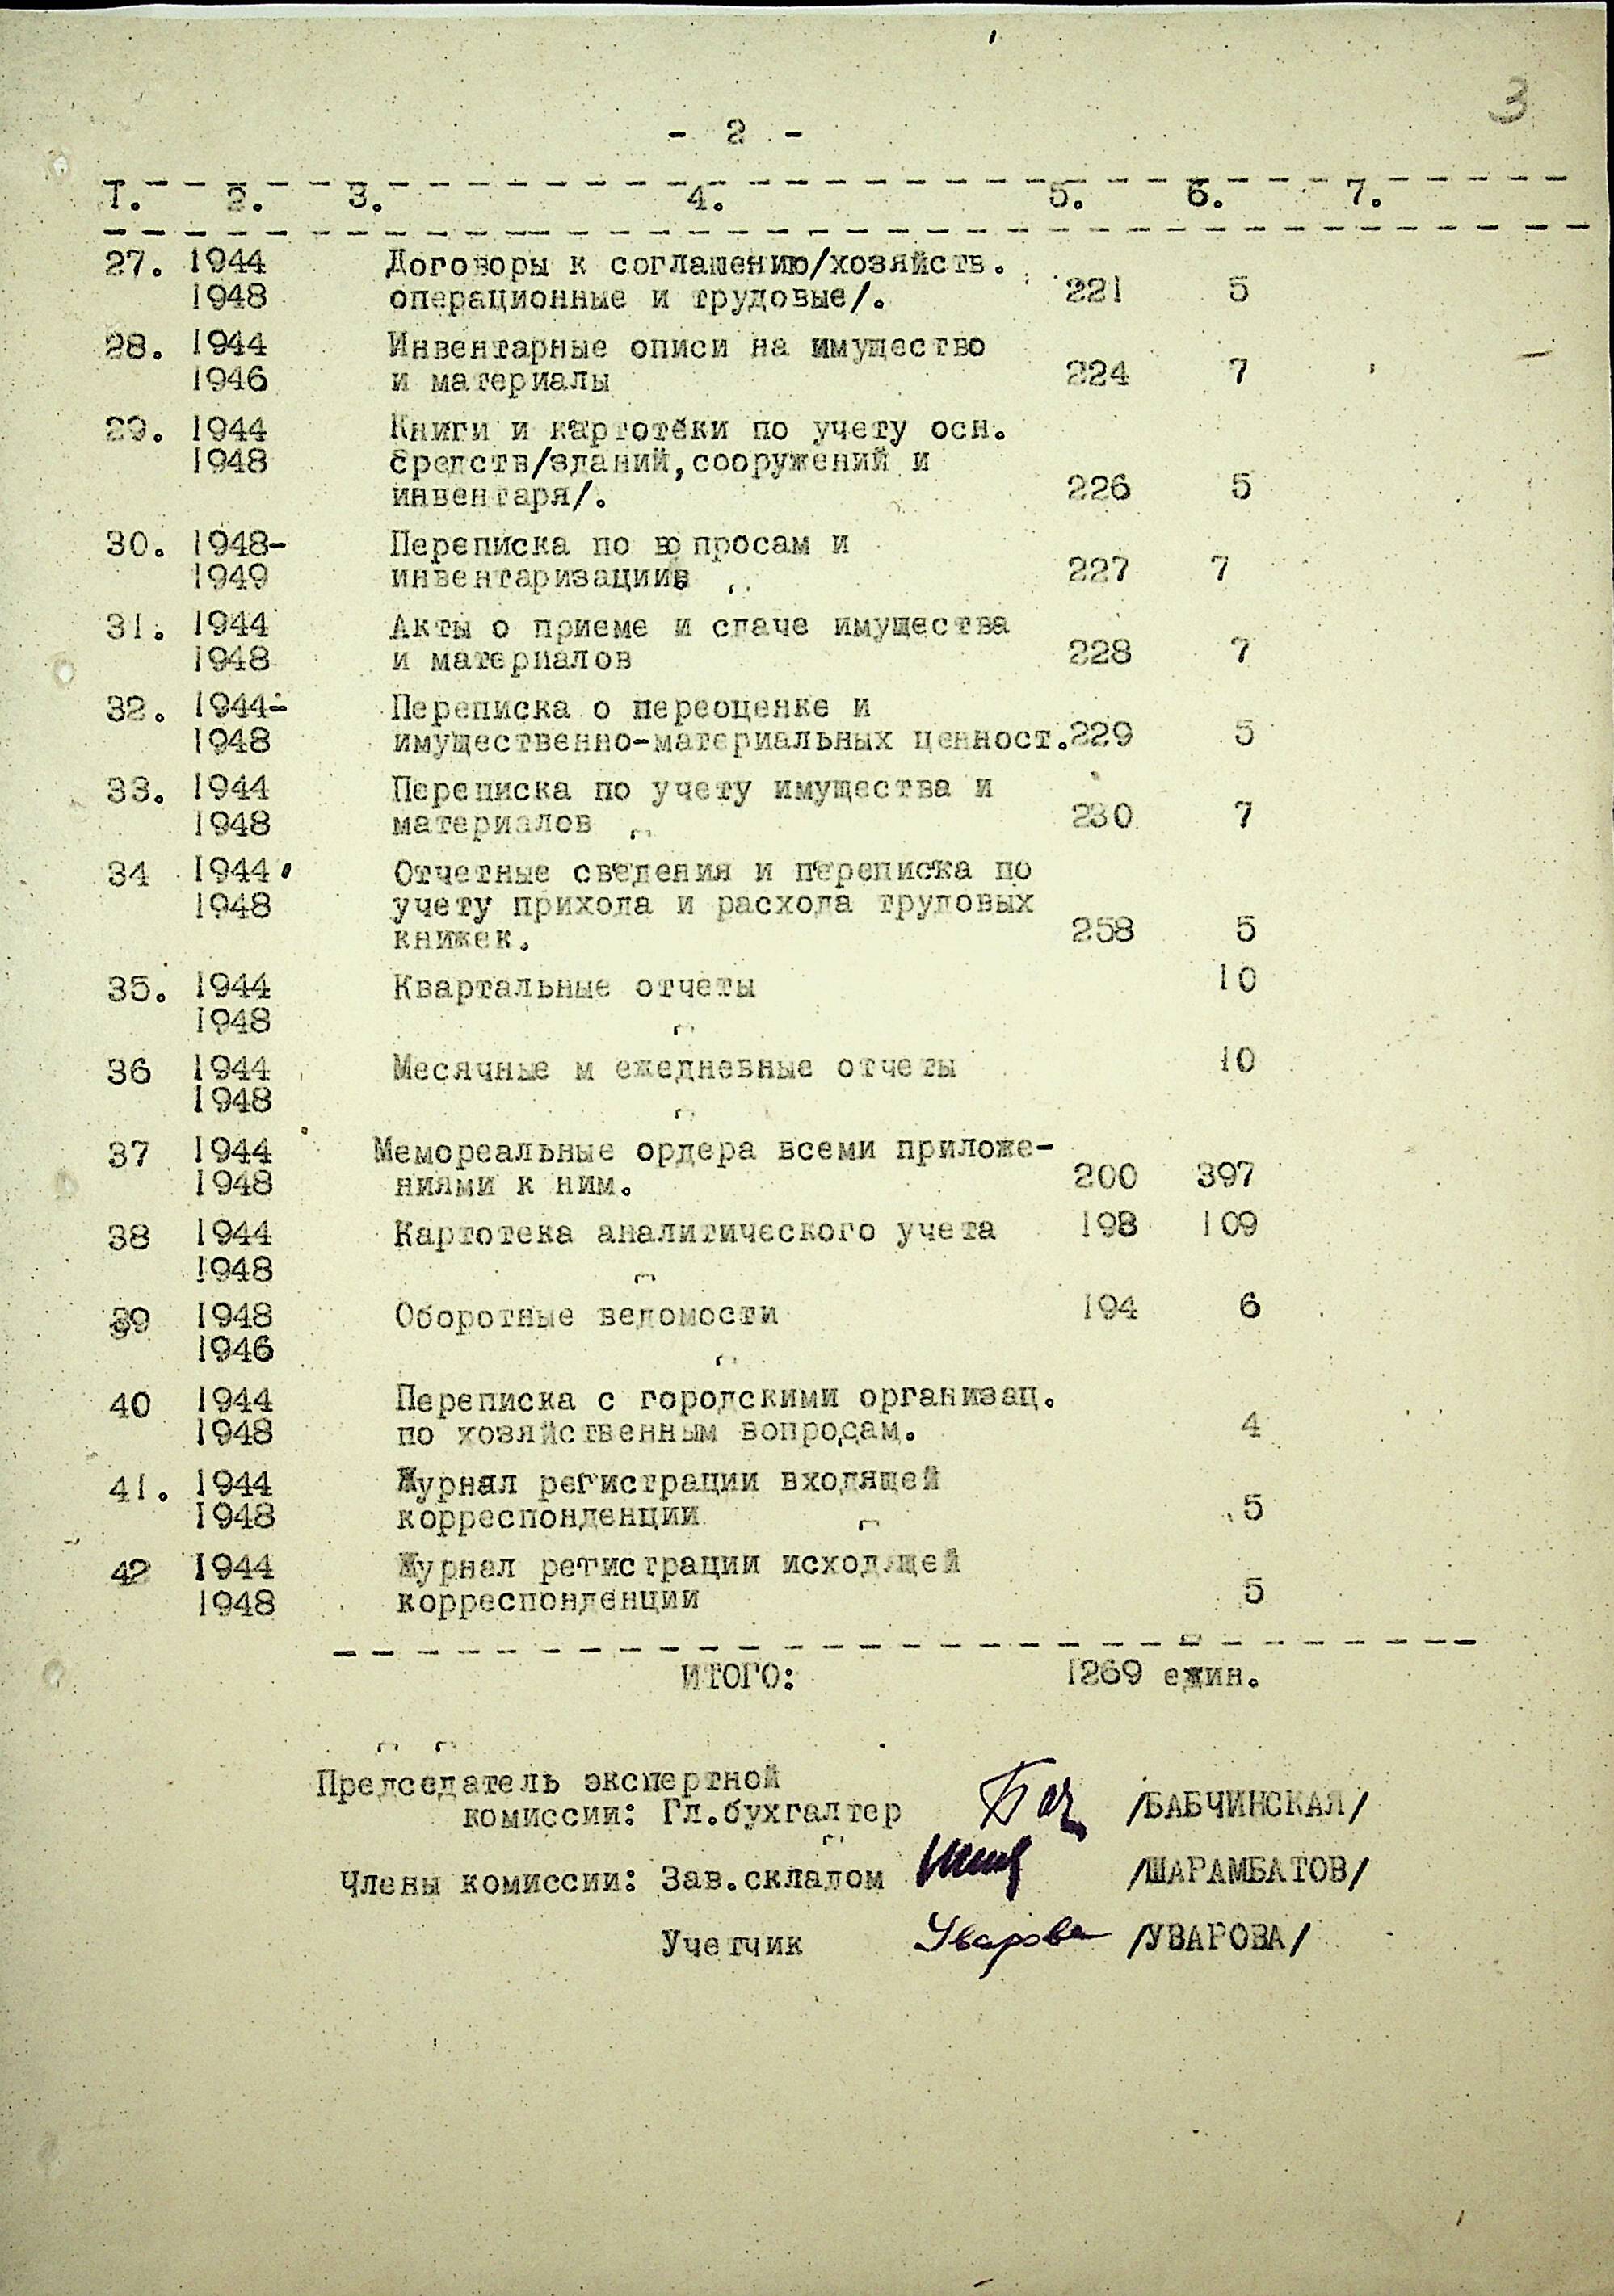 3
- 2 -
1. 2. 3. 4. 5. 6. 7.
27. 1944 Договоры к соглашению/хозяйств.
1948 операционные и трудовые/. 221 5
28. 1944 Инвентарные описи на имущество
1946 и материалы 224 7
29. 1944 Книги и картотеки по учету осн.
1948 средств/зданий,сооружений и
инвентаря/. 226 5
30. 1948- Переписка по вопросам и
1949 инвентаризациив 227 7
31. 1944 Акты о приеме и сдаче имущества
1948 и материалов 228 7
32. 1944- Переписка о переоценке и
1948 имущественно-материальных ценност. 229 5
33. 1944 Переписка по учету имущества и
1948 материалов 230 7
34 1944 Отчетные сведения и переписка по
1948 учету прихода и расхода трудовых
книжек. 258 5
35. 1944 Квартальные отчеты 10
1948
36 1944 Месячные м ежедневные отчеты 10
1948
37 1944 Мемореальные ордера всеми приложе-
1948 ниями к ним. 200 397
38 1944 Картотека аналитического учета 198 109
1948
39 1948 Оборотные ведомости 194 6
1946
40 1944 Переписка с городскими организац.
1948 по хозяйственным вопросам. 4
41. 1944 Журнал регистрации входящей
1948 корреспонденции 5
42 1944 Журнал ретистрации исходящей
1948 корреспонденции 5
ИТОГО: 1269 един.
Председатель экспертной
комиссии: Гл.бухгалтер /БАБЧИНСКАЯ/
Члены комиссии: Зав.складом /ШАРАМБАТОВ/
Учетчик Уварова /УВАРОВА/